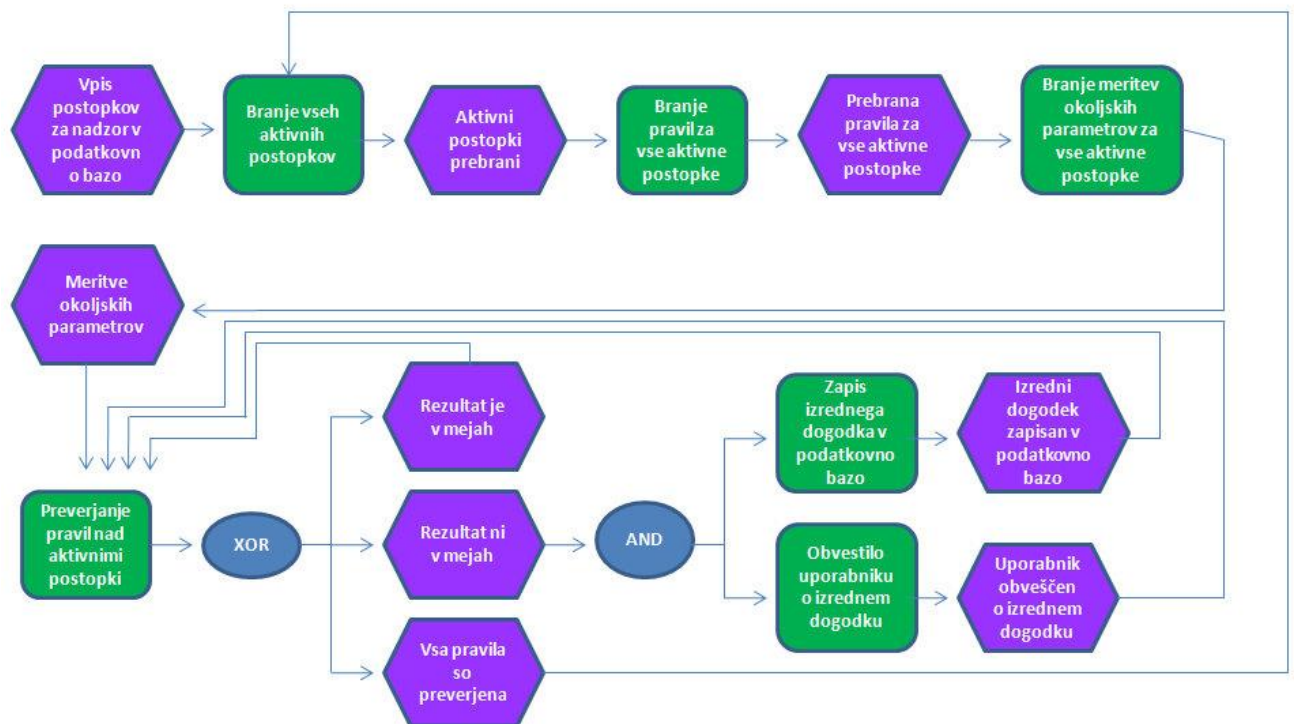 Vpis
postopkov
za nadzor v
podatkovn
o bazo
Branje vseh
aktivnih
postopkov
Aktivni
postopki
prebrani
Branje
pravil za
vse aktivne
postopke
Prebrana
pravila za
vse aktivne
postopke
Branje meritev
okoljskih
parametrov za
vse aktivne
postopke
Meritve
okoljskih
parametrov
Preverjanje
pravil nad
aktivnimi
postopki
XOR
Rezultat je
v mejah
Rezultat ni
v mejah
Vsa pravila
so
preverjena
AND
Zapis
izrednega
dogodka v
podatkovno
bazo
Izredni
dogodek
zapisan v
podatkovno
bazo
Obvestilo
uporabniku
o izrednem
dogodku
Uporabnik
obveščen
o izrednem
dogodku